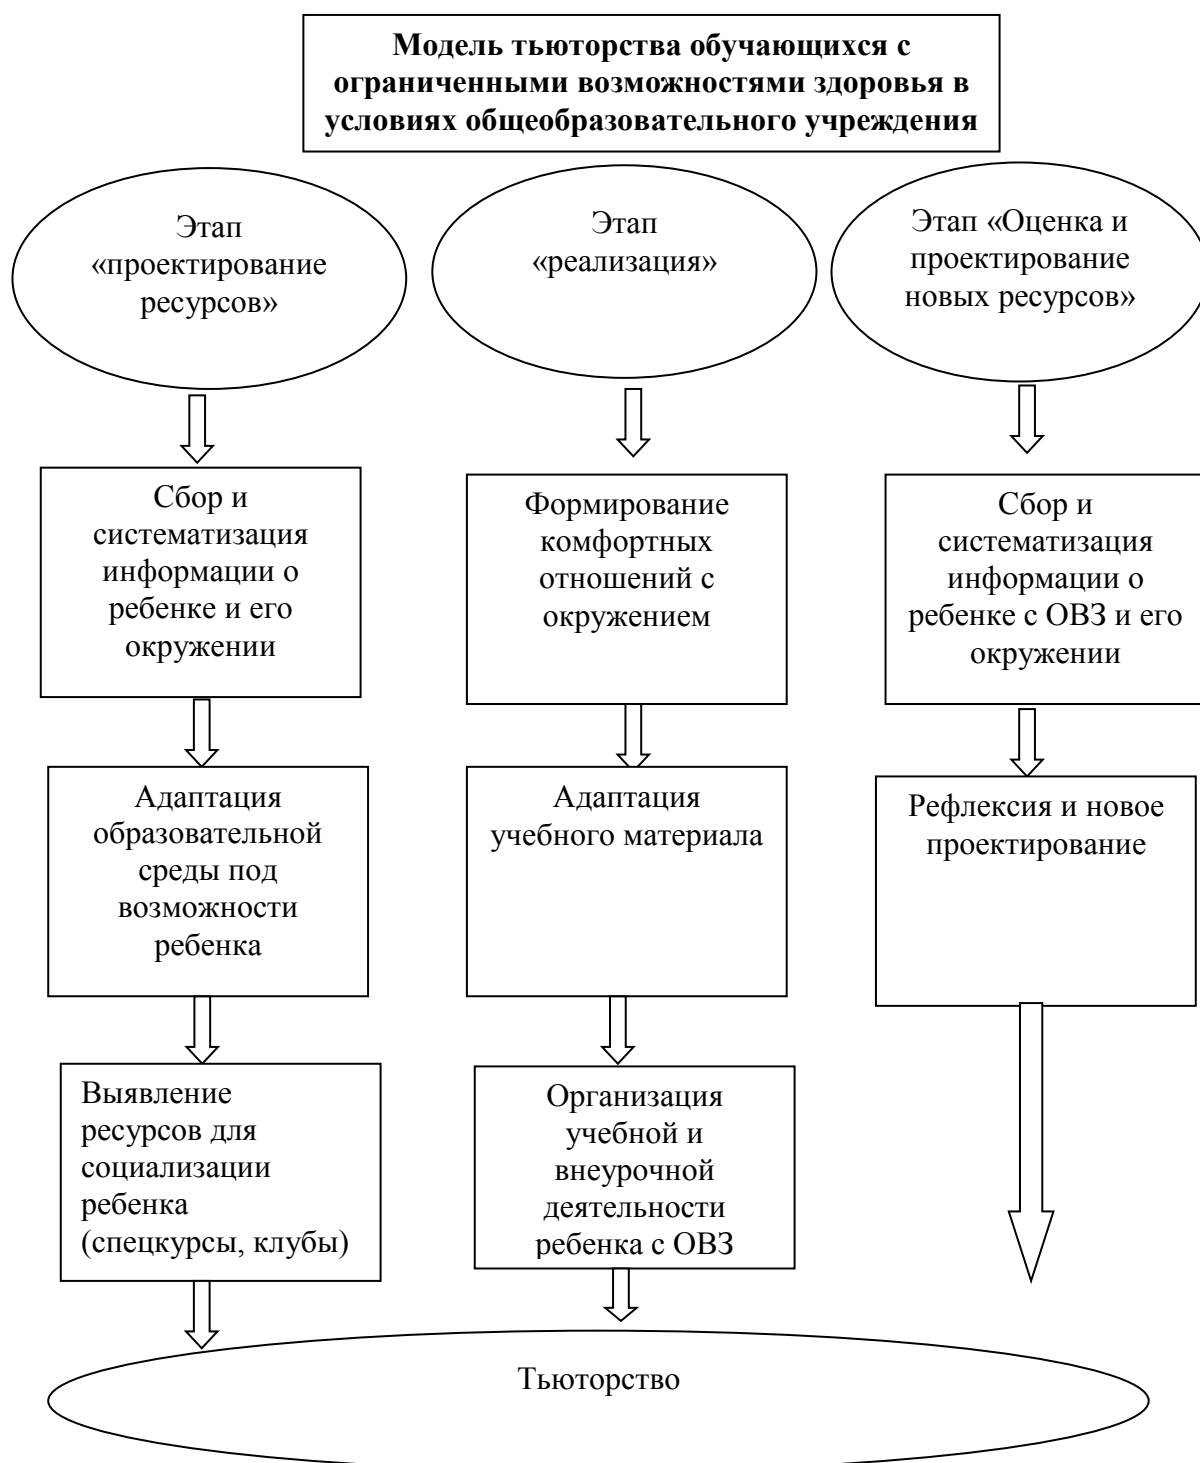 Модель тьюторства обучающихся с
ограниченными возможностями здоровья в
условиях общеобразовательного учреждения
Этап
«проектирование
ресурсов»
Этап
«реализация»
Этап «Оценка и
проектирование
новых ресурсов»
Сбор и
систематизация
информации о
ребенке и его
окружении
Формирование
комфортных
отношений с
окружением
Сбор и
систематизация
информации о
ребенке с ОВЗ и его
окружении
Адаптация
образовательной
среды под
возможности
ребенка
Адаптация
учебного материала
Рефлексия и новое
проектирование
Выявление
ресурсов для
социализации
ребенка
(спецкурсы, клубы)
Организация
учебной и
внеурочной
деятельности
ребенка с ОВЗ
Тьюторство